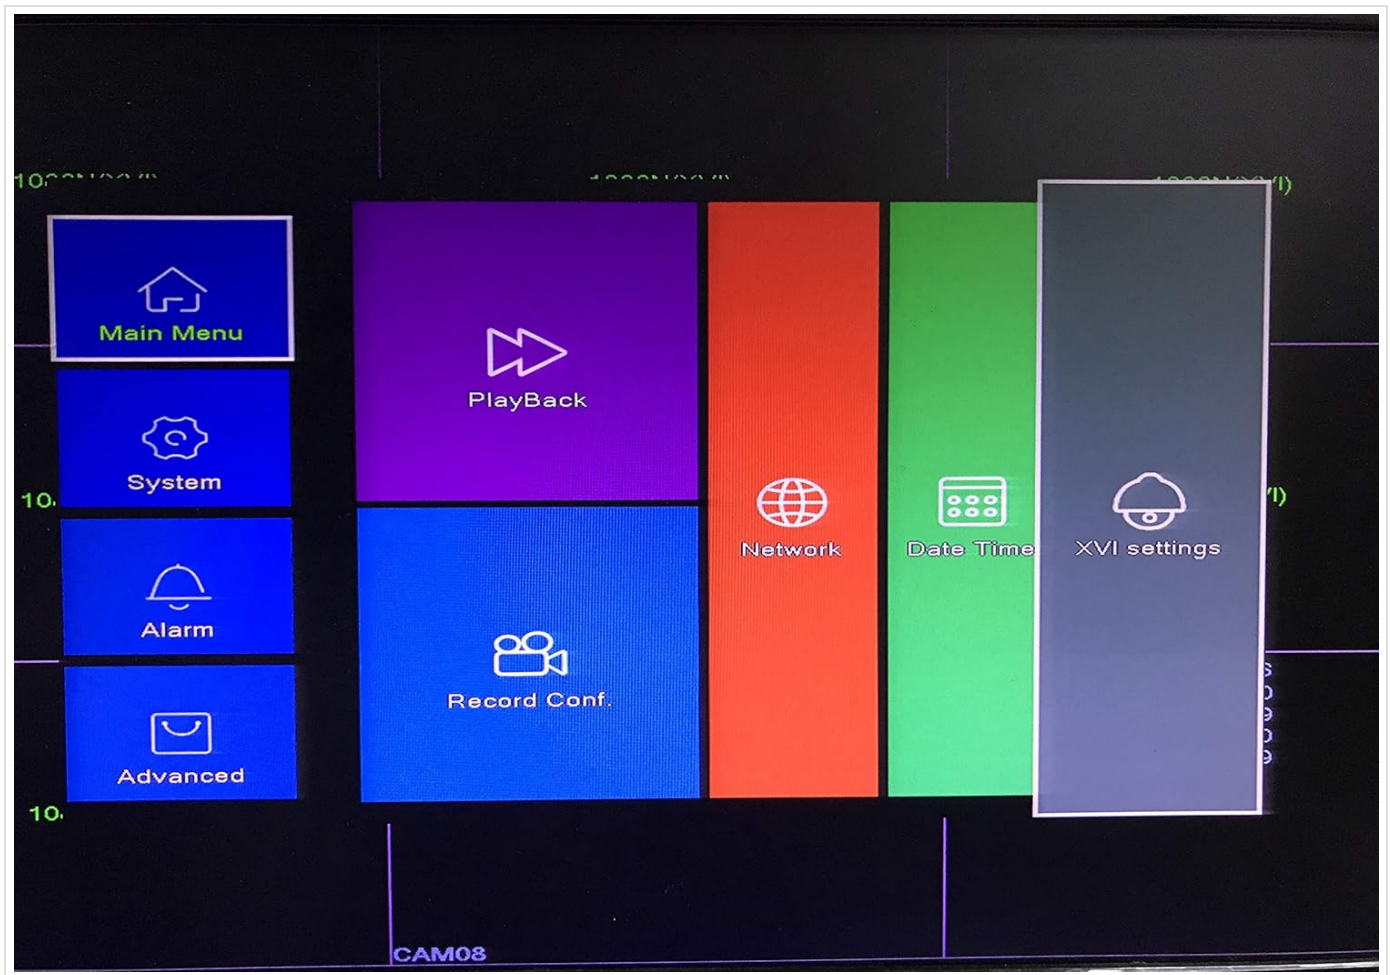 Main Menu
System
Alarm
Advanced
PlayBack
Record Conf.
Network
Date Time
XVI settings
CAM08